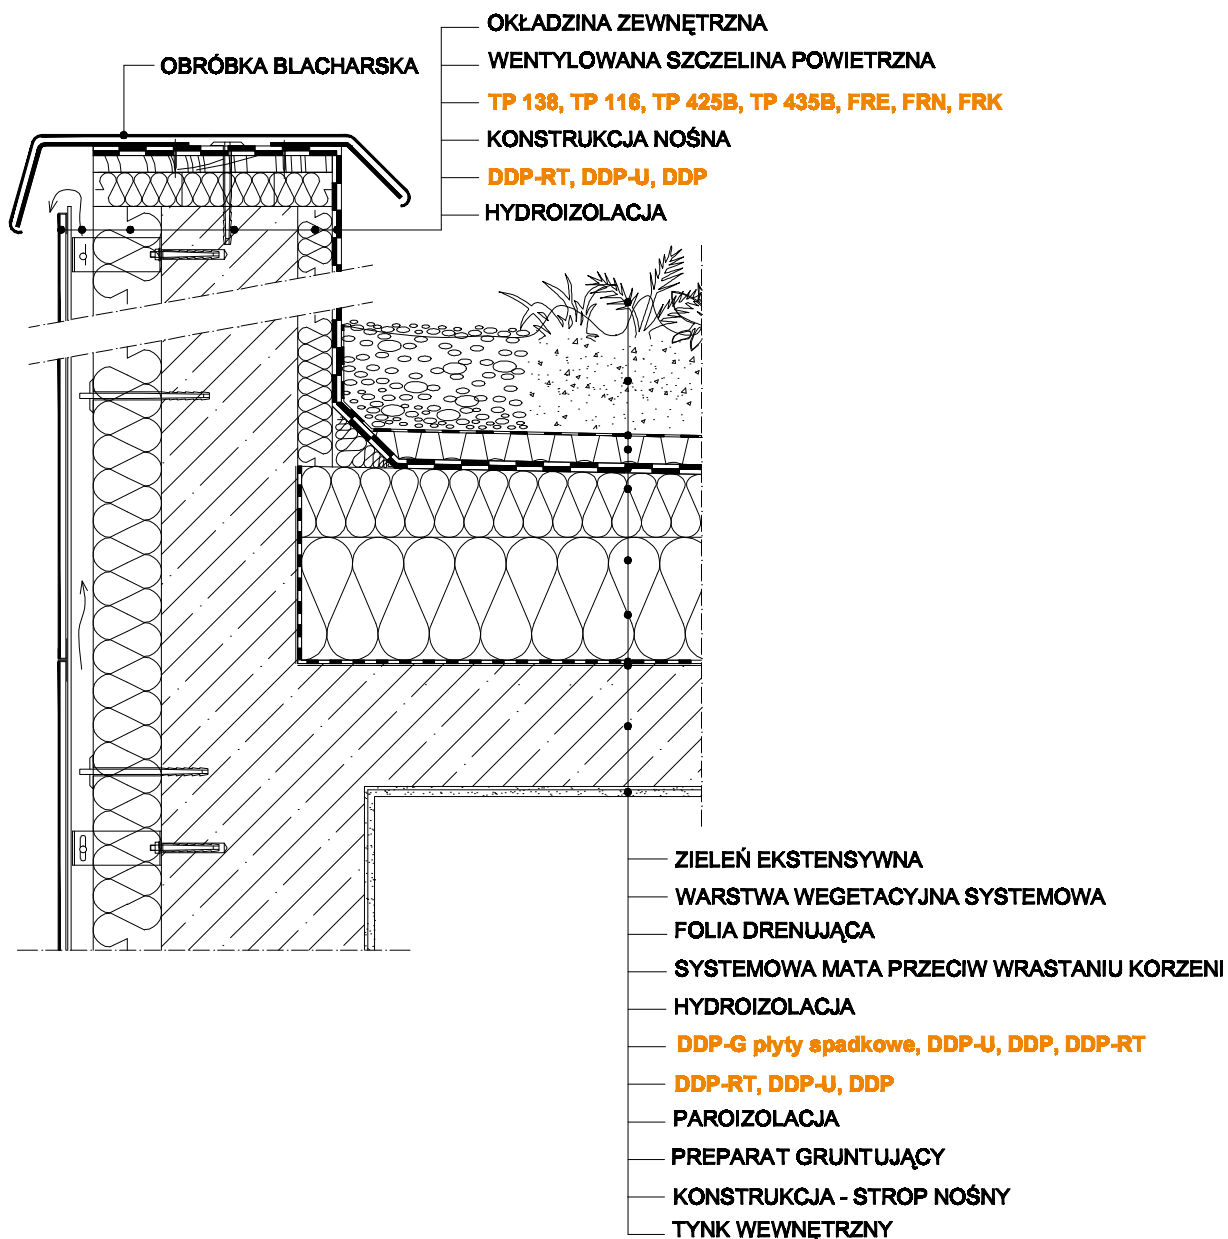 OKŁADZINA ZEWNĘTRZNA
OBRÓBKA BLACHARSKA
WENTYLOWANA SZCZELINA POWIETRZNA
TP 138, TP 116, TP 425B, TP 435B, FRE, FRN, FRK
KONSTRUKCJA NOŚNA
DDP-RT, DDP-U, DDP
HYDROIZOLACJA
ZIELEŃ EKSTENSYWNA
WARSTWA WEGETACYJNA SYSTEMOWA
FOLIA DRENUJĄCA
SYSTEMOWA MATA PRZECIW WRASTANIU KORZENI
HYDROIZOLACJA
DDP-G płyty spadkowe, DDP-U, DDP, DDP-RT
DDP-RT, DDP-U, DDP
PAROIZOLACJA
PREPARAT GRUNTUJĄCY
KONSTRUKCJA - STROP NOŚNY
TYNK WEWNĘTRZNY